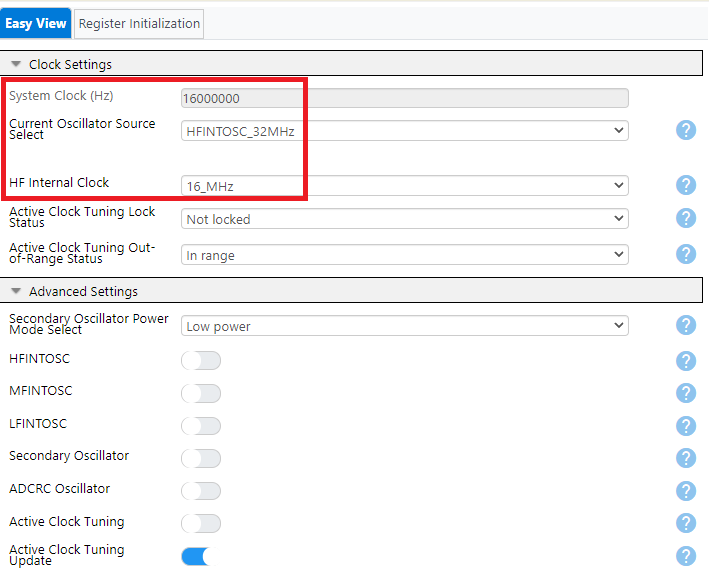 Easy View
Register Initialization
Clock Settings
System Clock (Hz)
16000000
Current Oscillator Source
Select
HFINTOSC_32MHz
?
HF Internal Clock
16_MHz
?
Active Clock Tuning Lock
Status
Not locked
?
Active Clock Tuning Out-
of-Range Status
In range
?
Advanced Settings
Secondary Oscillator Power
Mode Select
Low power
?
HFINTOSC
?
MFINTOSC
?
LFINTOSC
?
Secondary Oscillator
?
ADCRC Oscillator
?
Active Clock Tuning
?
Active Clock Tuning
Update
?